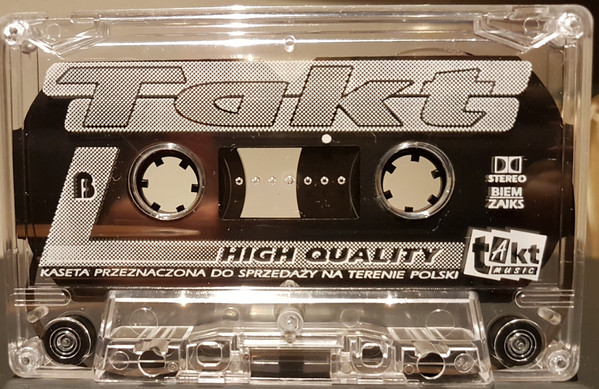 Takt
B
STEREO
BIEM
ZAIKS
HIGH QUALITY
tAkt
MUSIC
KASETA PRZEZNACZONA DO SPRZEDAŻY NA TERENIE POLSKI